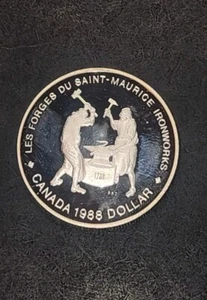 LES FORGES DU SAINT-MAURICE IRONWORKS
CANADA 1988 DOLLAR